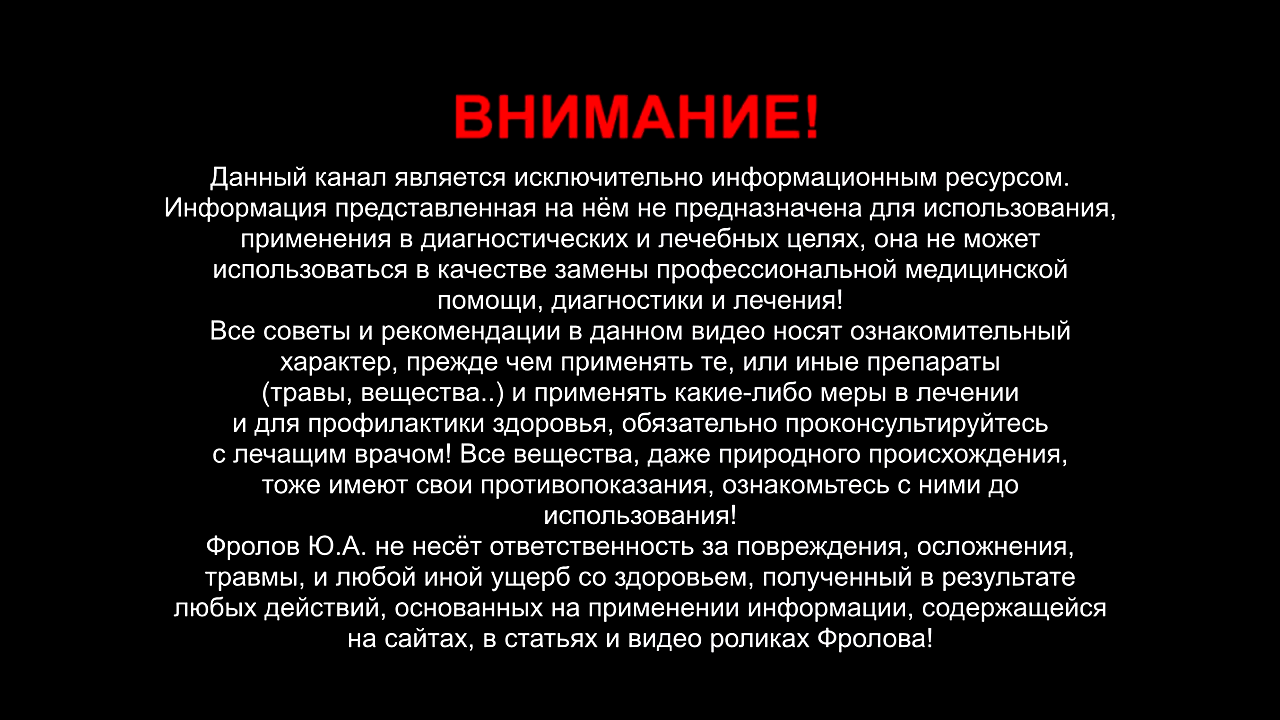 ВНИМАНИЕ!
Данный канал является исключительно информационным ресурсом.
Информация представленная на нём не предназначена для использования,
применения в диагностических и лечебных целях, она не может
использоваться в качестве замены профессиональной медицинской
помощи, диагностики и лечения!
Все советы и рекомендации в данном видео носят ознакомительный
характер, прежде чем применять те, или иные препараты
(травы, вещества..) и применять какие-либо меры в лечении
и для профилактики здоровья, обязательно проконсультируйтесь
с лечащим врачом! Все вещества, даже природного происхождения,
тоже имеют свои противопоказания, ознакомьтесь с ними до
использования!
Фролов Ю.А. не несёт ответственность за повреждения, осложнения,
травмы, и любой иной ущерб со здоровьем, полученный в результате
любых действий, основанных на применении информации, содержащейся
на сайтах, в статьях и видео роликах Фролова!